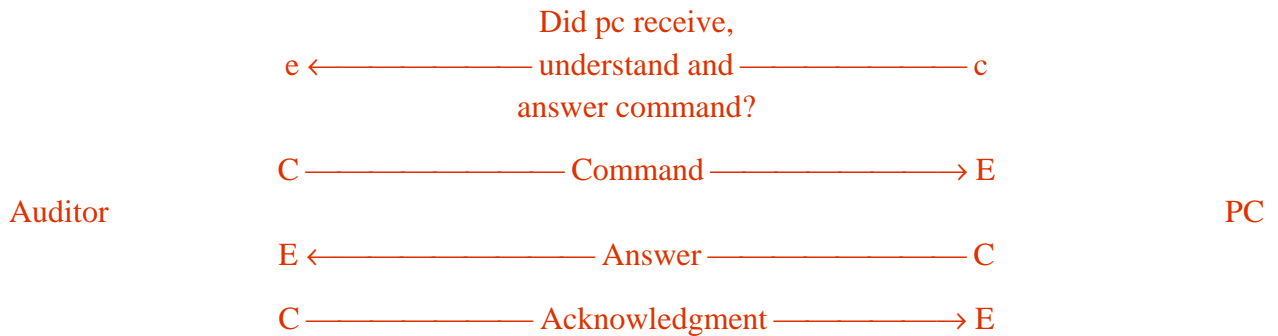 Did pc receive,
e ← understand and c
answer command?
C Command → E
Auditor PC
E ← Answer C
C Acknowledgment → E